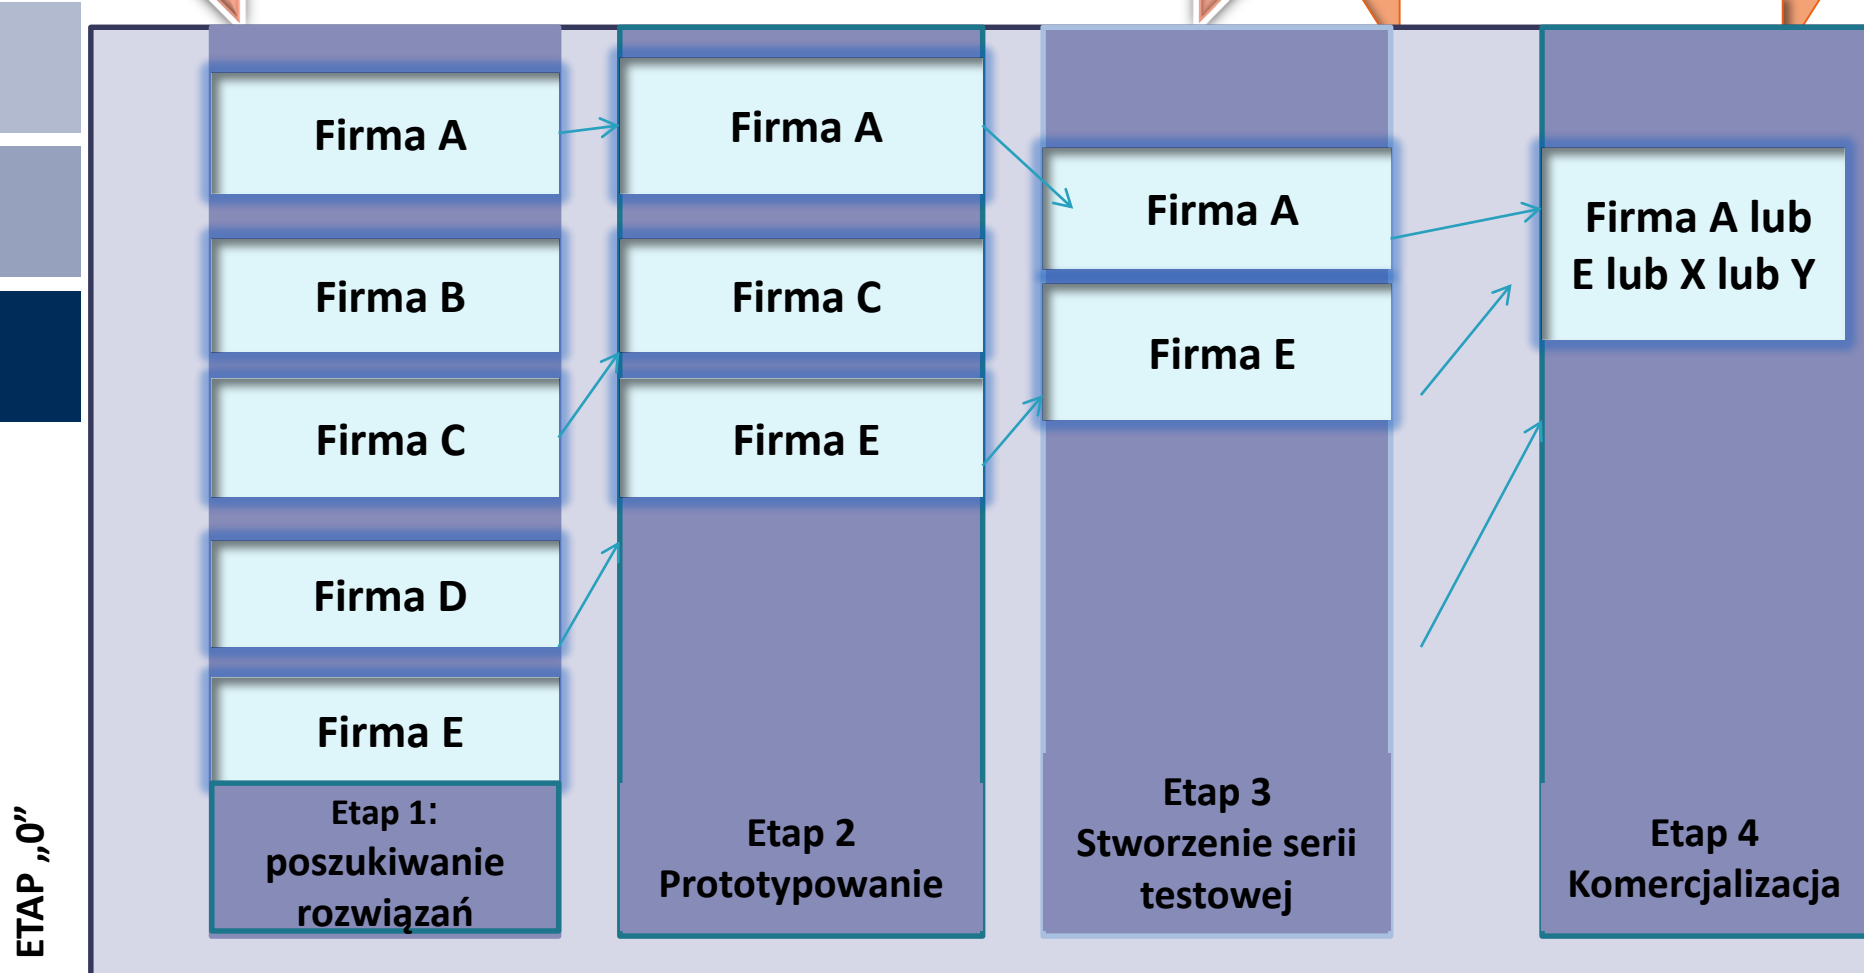 ETAP „0”
Firma A
Firma B
Firma C
Firma D
Firma E
Etap 1:
poszukiwanie
rozwiązań
Firma A
Firma C
Firma E
Etap 2
Prototypowanie
Firma A
Firma E
Etap 3
Stworzenie serii
testowej
Firma A lub
E lub X lub Y
Etap 4
Komercjalizacja